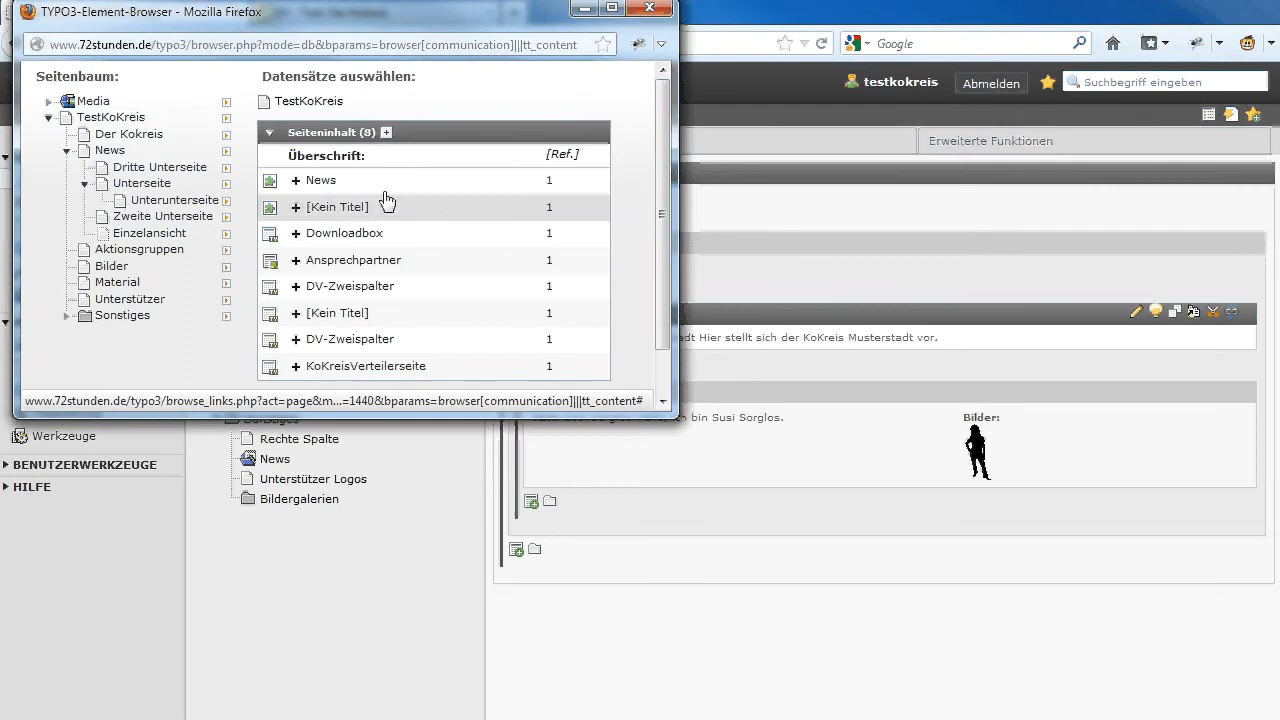 TYPO3-Element-Browser - Mozilla Firefox
www.72stunden.de/typo3/browser.php?mode=db&bparams=browser[communication]|||tt_content
Google
Seitenbaum:
Datensätze auswählen:
testkokreis
Abmelden
Suchbegriff eingeben
Media
TestKoKreis
TestKoKreis
Der Kokreis
News
Dritte Unterseite
Unterseite
Unterunterseite
Zweite Unterseite
Einzelansicht
Aktionsgruppen
Bilder
Material
Unterstützer
Sonstiges
Seiteninhalt (8)
Überschrift: [Ref.]
News 1
[Kein Titel] 1
Downloadbox 1
Ansprechpartner 1
DV-Zweispalter 1
[Kein Titel] 1
DV-Zweispalter 1
KoKreisVerteilerseite 1
www.72stunden.de/typo3/browse_links.php?act=page&m...=1440&bparams=browser[communication]|||tt_content#
Erweiterte Funktionen
Hier stellt sich der KoKreis Musterstadt vor.
bin Susi Sorglos.
Bilder:
Werkzeuge
BENUTZERWERKZEUGE
HILFE
Rechte Spalte
News
Unterstützer Logos
Bildergalerien